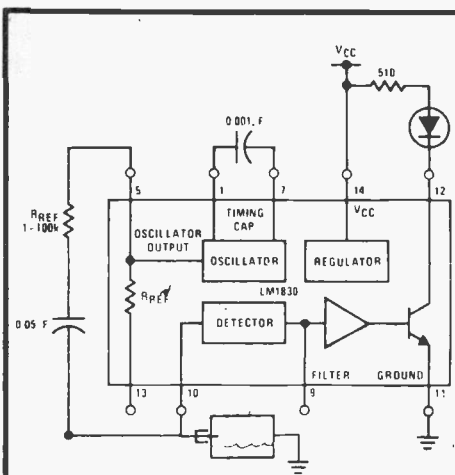 VCC
510
0.001 F
5
1
7
14
12
RREF
1-100k
OSCILLATOR
OUTPUT
TIMING
CAP
VCC
OSCILLATOR
REGULATOR
RREF
LM1830
DETECTOR
0.05 F
FILTER
GROUND
13
10
9
11